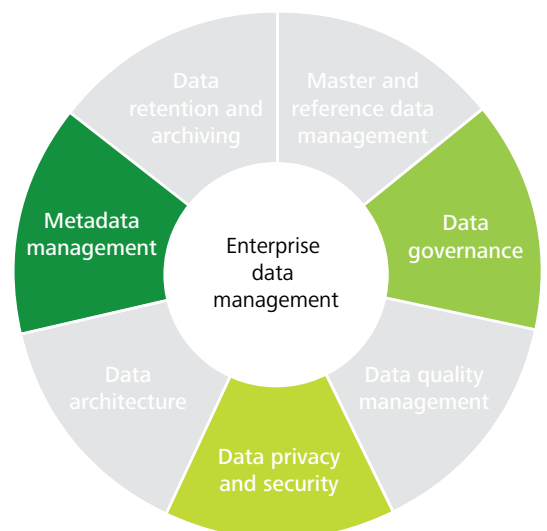 Data
retention and
archiving
Master and
reference data
management
Metadata
management
Data
governance
Enterprise
data
management
Data
architecture
Data quality
management
Data privacy
and security